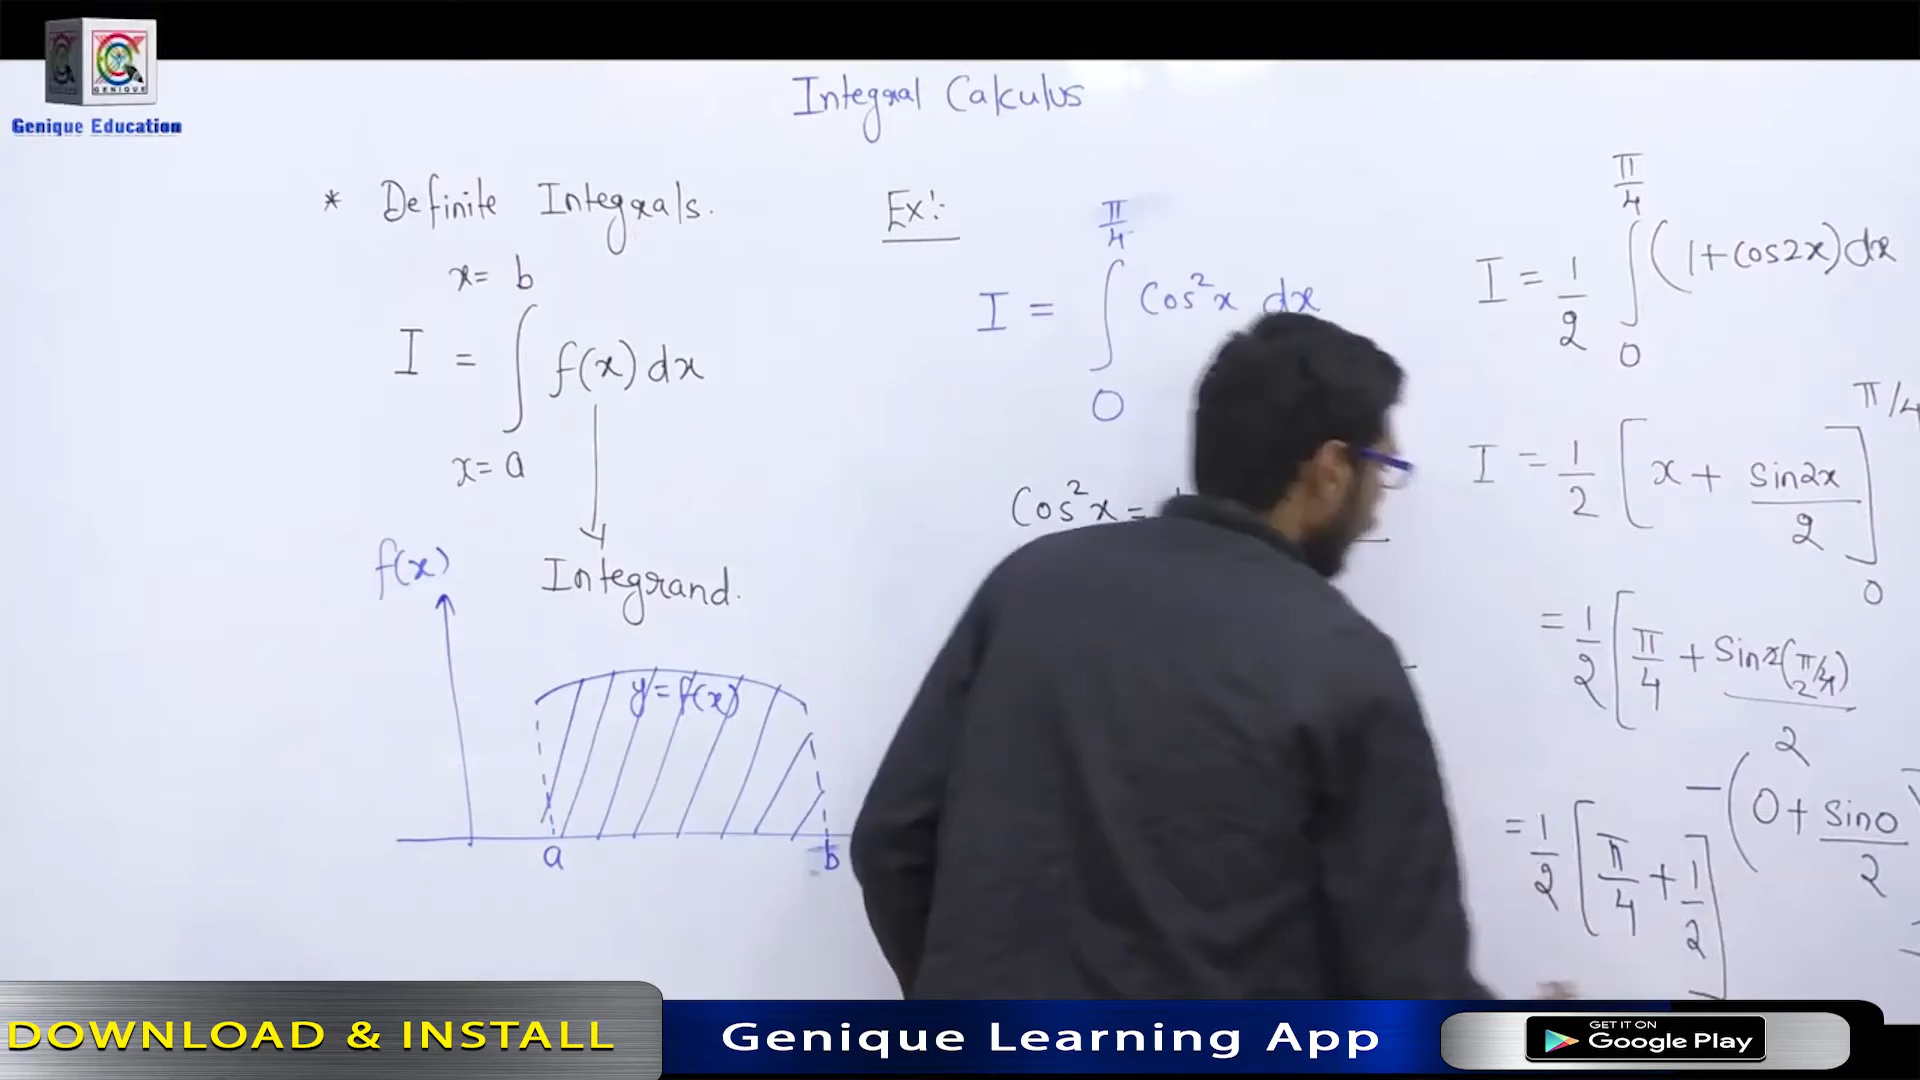 GENIQUE
Genique Education
Integral Calculus
* Definite Integrals.
x= b
I = ∫ f(x) dx
x= a
Integrand.
f(x)
y=f(x)
a
b
Ex:-
π/4
I = ∫ Cos²x dx
0
Cos²x =
π/4
I = 1/2 ∫ (1+cos2x) dx
0
π/4
I = 1/2 [x + sin2x/2]
0
= 1/2 [π/4 + Sin2(π/4)/2
- (0 + sin0/2)
= 1/2 [π/4 + 1/2]
DOWNLOAD & INSTALL
Genique Learning App
GET IT ON
Google Play